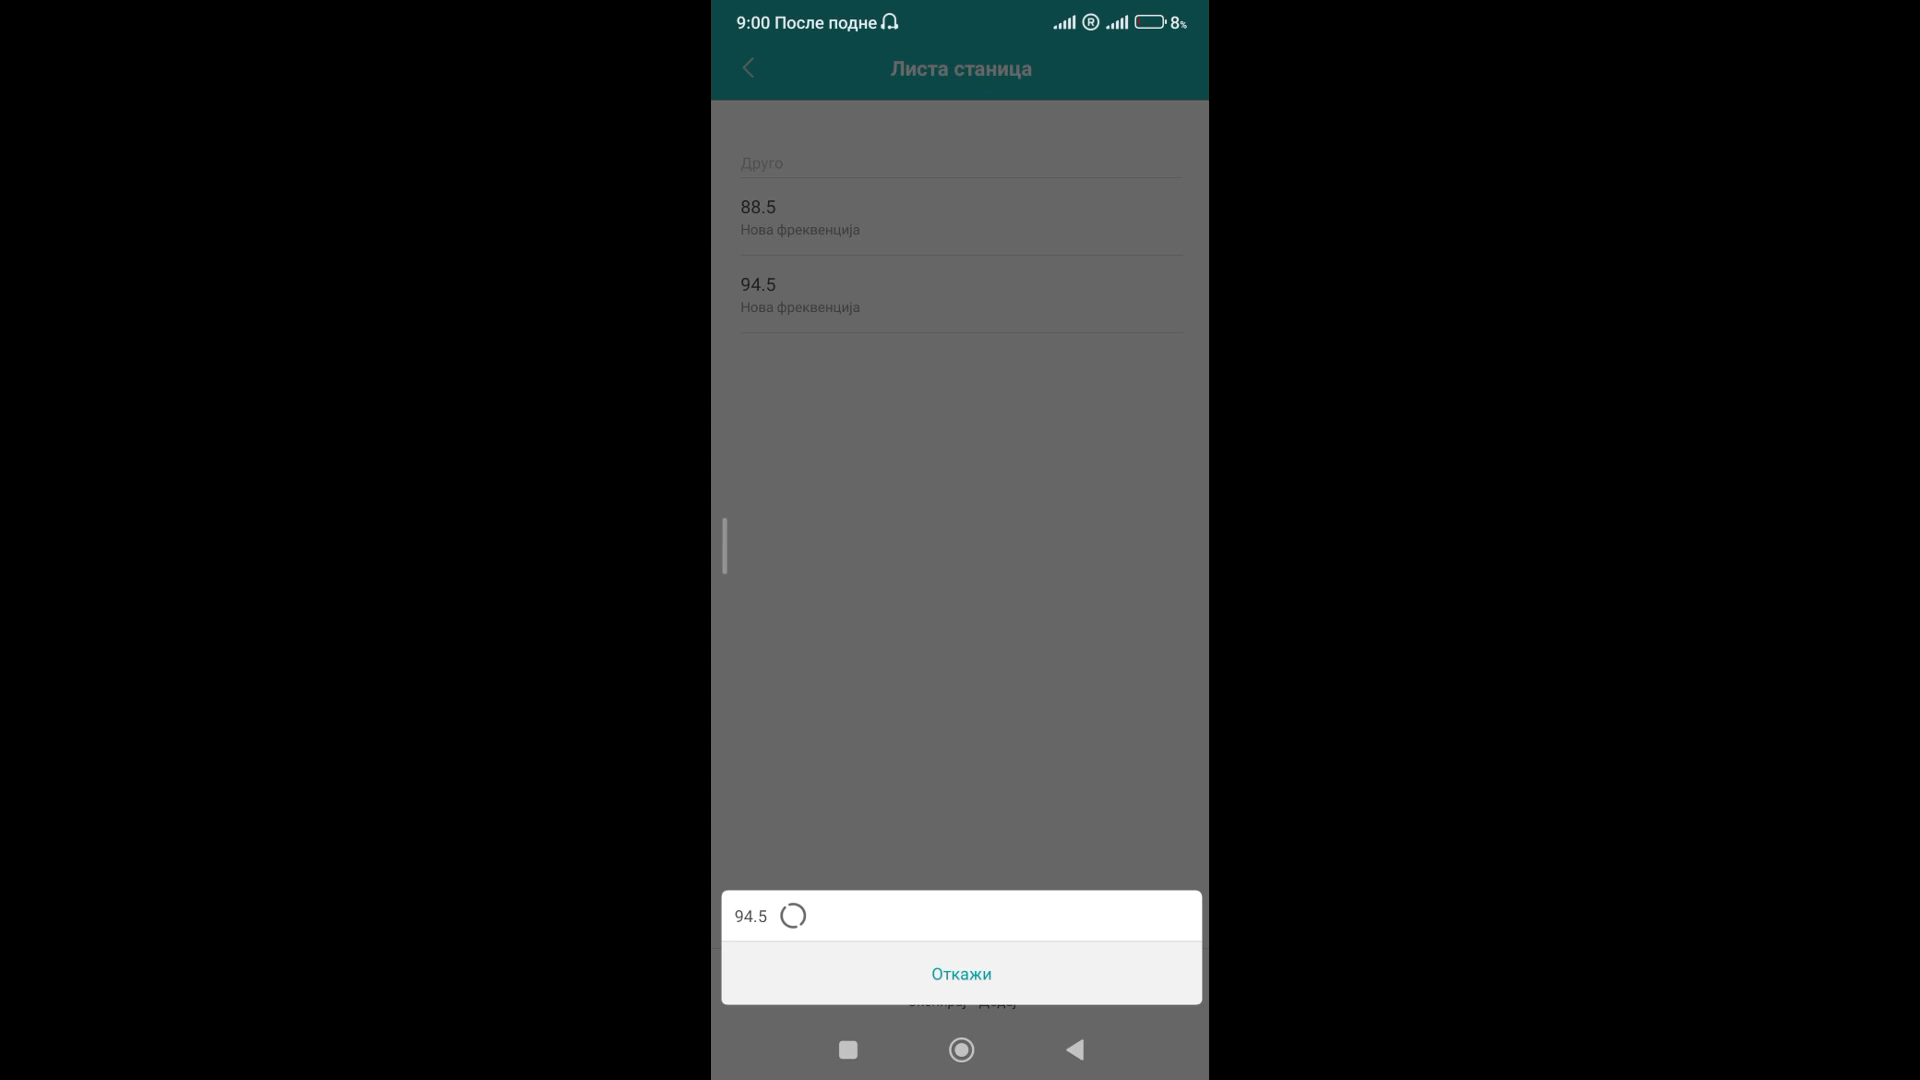 9:00 После подне
R
8%
Листа станица
Друго
88.5
Нова фреквенција
94.5
Нова фреквенција
94.5
Откажи